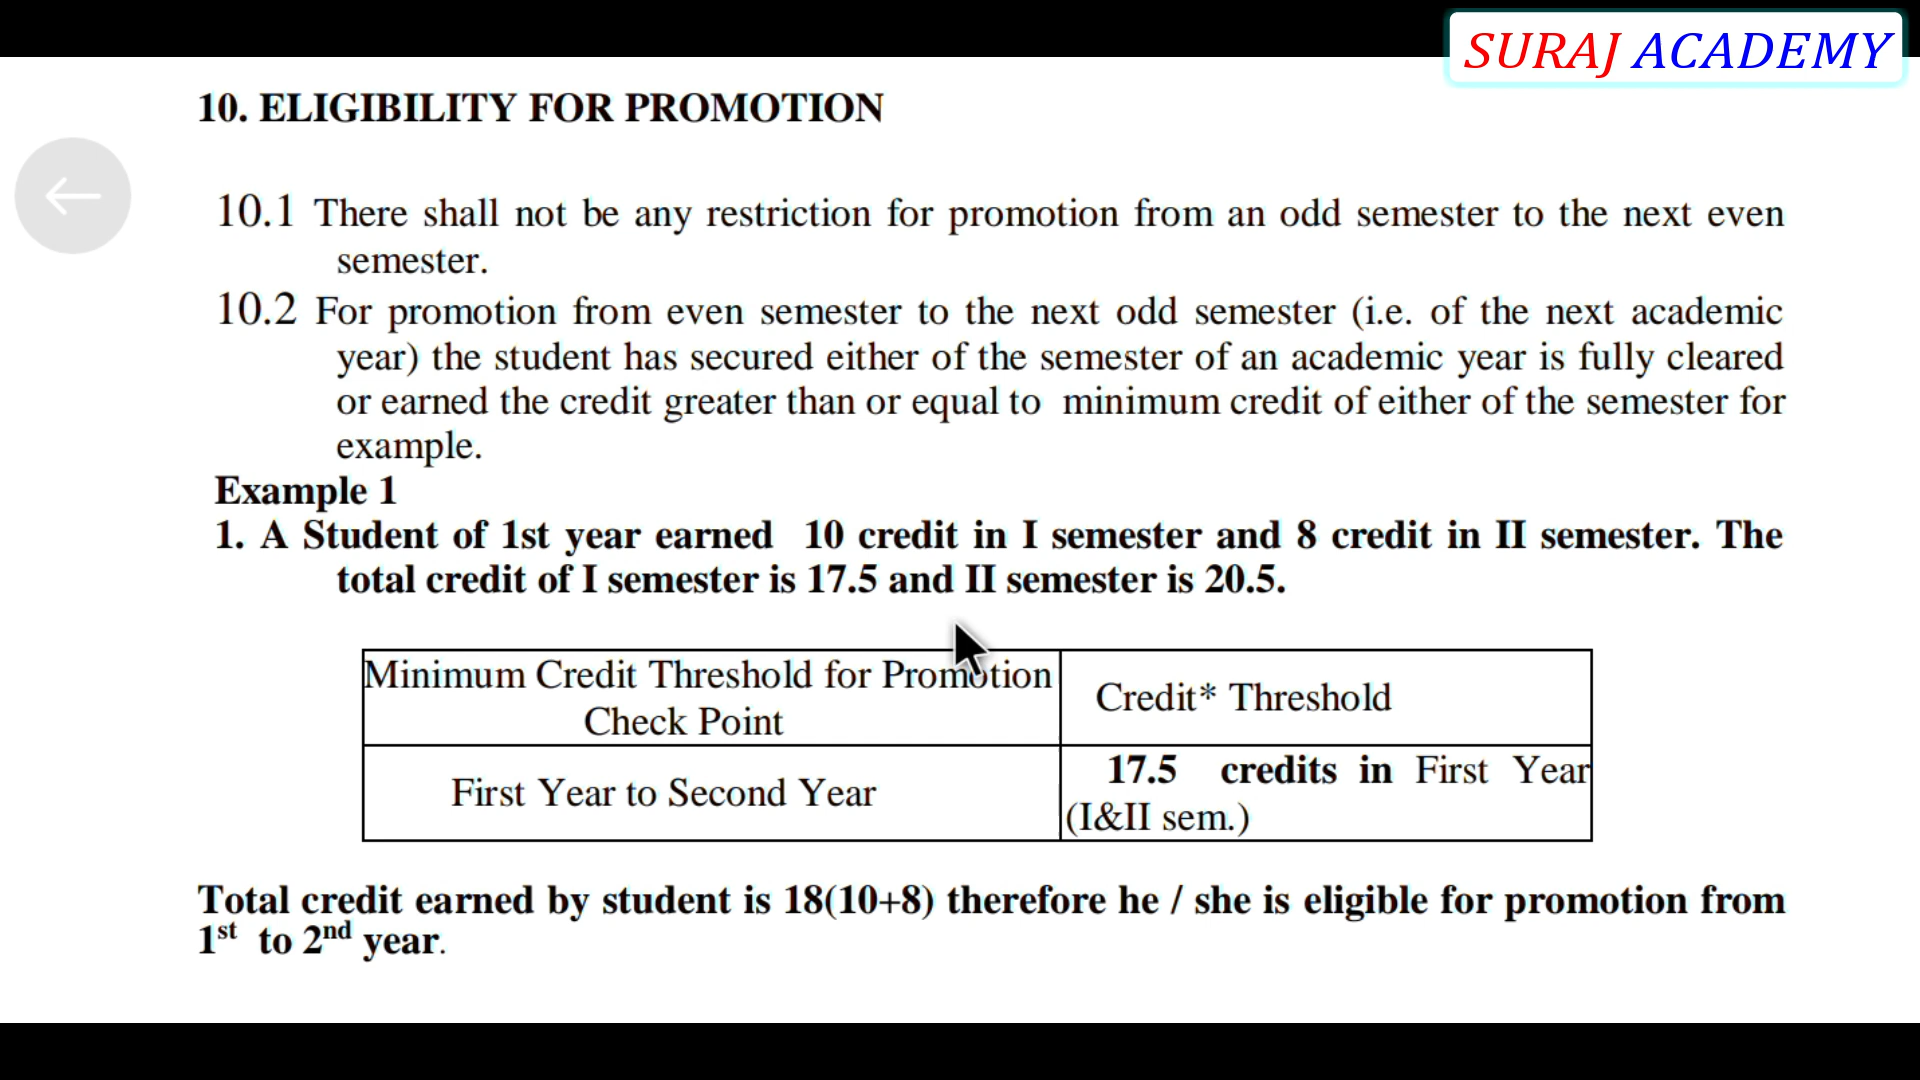 SURAJ ACADEMY
10. ELIGIBILITY FOR PROMOTION
10.1 There shall not be any restriction for promotion from an odd semester to the next even
semester.
10.2 For promotion from even semester to the next odd semester (i.e. of the next academic
year) the student has secured either of the semester of an academic year is fully cleared
or earned the credit greater than or equal to minimum credit of either of the semester for
example.
Example 1
1. A Student of 1st year earned 10 credit in I semester and 8 credit in II semester. The
total credit of I semester is 17.5 and II semester is 20.5.
Minimum Credit Threshold for Promotion
Check Point
Credit* Threshold
First Year to Second Year
17.5 credits in First Year
(I&II sem.)
Total credit earned by student is 18(10+8) therefore he / she is eligible for promotion from
1st to 2nd year.